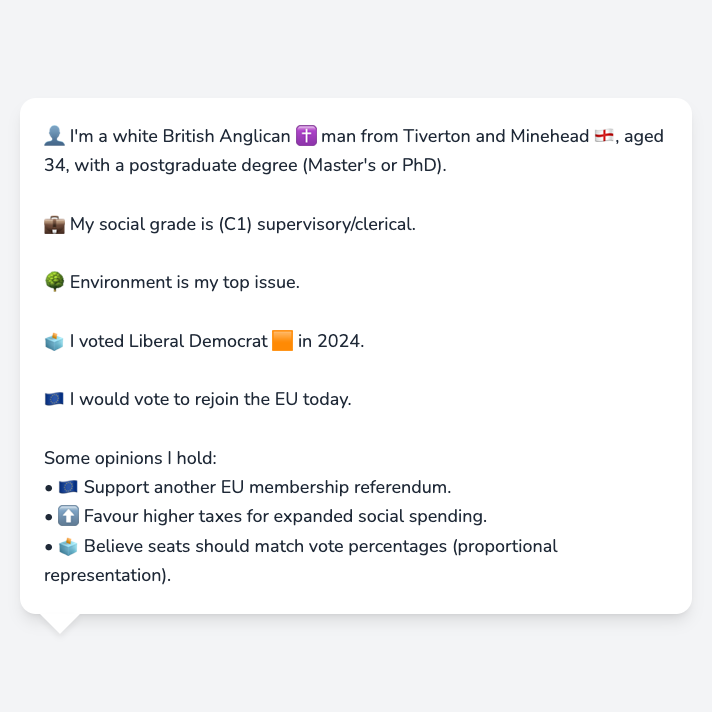 👤 I'm a white British Anglican ✝️ man from Tiverton and Minehead 🏴󠁧󠁢󠁥󠁮󠁧󠁿, aged
34, with a postgraduate degree (Master's or PhD).
💼 My social grade is (C1) supervisory/clerical.
🌳 Environment is my top issue.
🗳️ I voted Liberal Democrat 🟧 in 2024.
🇪🇺 I would vote to rejoin the EU today.
Some opinions I hold:
• 🇪🇺 Support another EU membership referendum.
• ⬆️ Favour higher taxes for expanded social spending.
• 🗳️ Believe seats should match vote percentages (proportional
representation).